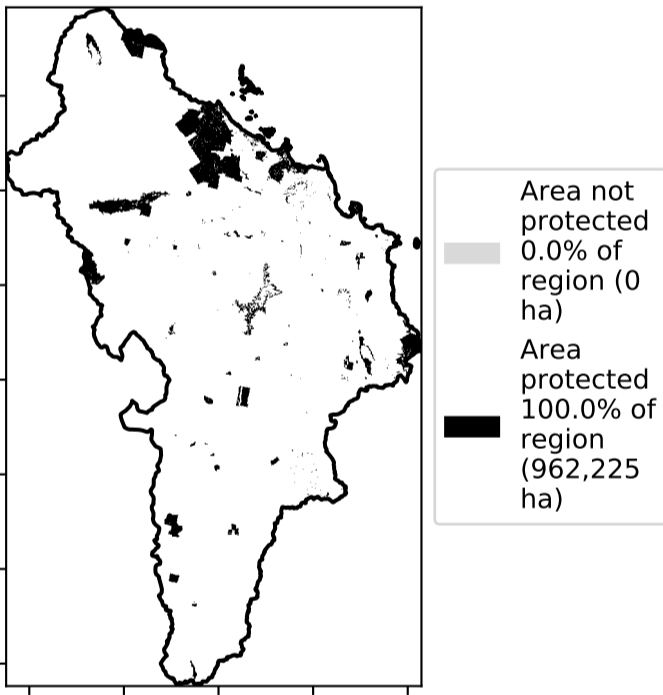 Area not
protected
0.0% of
region (0
ha)
Area
protected
100.0% of
region
(962,225
ha)